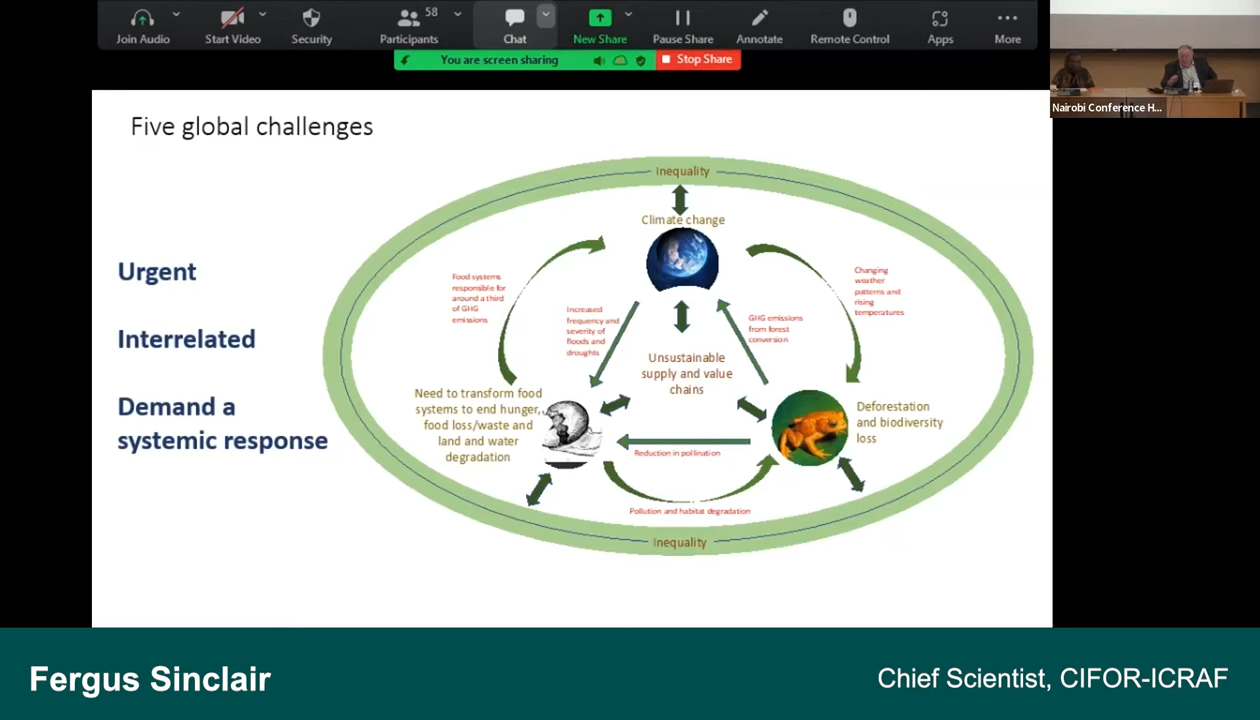 58
Join Audio
Start Video
Security
Participants
Chat
New Share
Pause Share
Annotate
Remote Control
Apps
More
You are screen sharing
Stop Share
Nairobi Conference H...
Five global challenges
Urgent
Interrelated
Demand a
systemic response
Inequality
Climate change
Food systems
responsible for
around a third
of GHG
emissions
Increased
frequency and
severity of
floods and
droughts
GHG emissions
from forest
conversion
Changing
weather
patterns and
rising
temperatures
Unsustainable
supply and value
chains
Need to transform food
systems to end hunger,
food loss/waste and
land and water
degradation
Deforestation
and biodiversity
loss
Reduction in pollination
Pollution and habitat degradation
Inequality
Fergus Sinclair
Chief Scientist, CIFOR-ICRAF